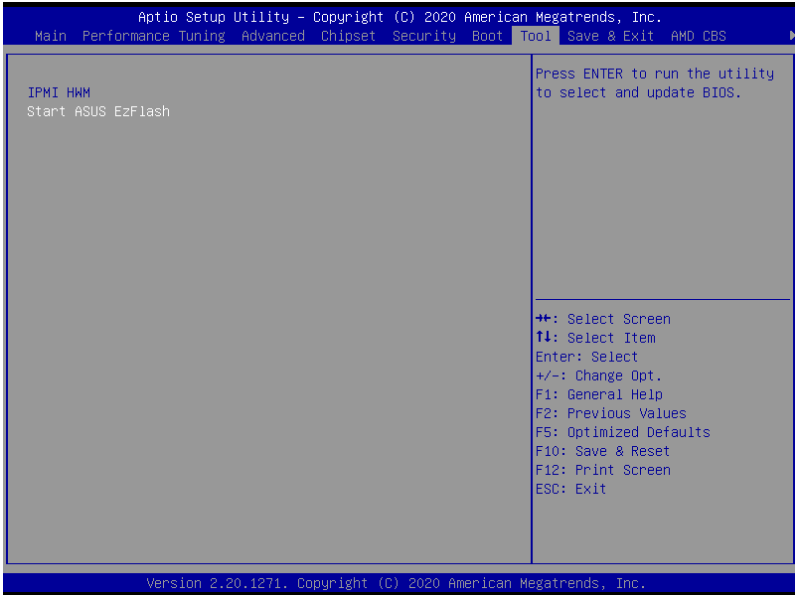 Aptio Setup Utility – Copyright (C) 2020 American Megatrends, Inc.
Main Performance Tuning Advanced Chipset Security Boot Tool Save & Exit AMD CBS
IPMI HWM
Start ASUS EzFlash
Press ENTER to run the utility
to select and update BIOS.
→←: Select Screen
↑↓: Select Item
Enter: Select
+/-: Change Opt.
F1: General Help
F2: Previous Values
F5: Optimized Defaults
F10: Save & Reset
F12: Print Screen
ESC: Exit
Version 2.20.1271. Copyright (C) 2020 American Megatrends, Inc.